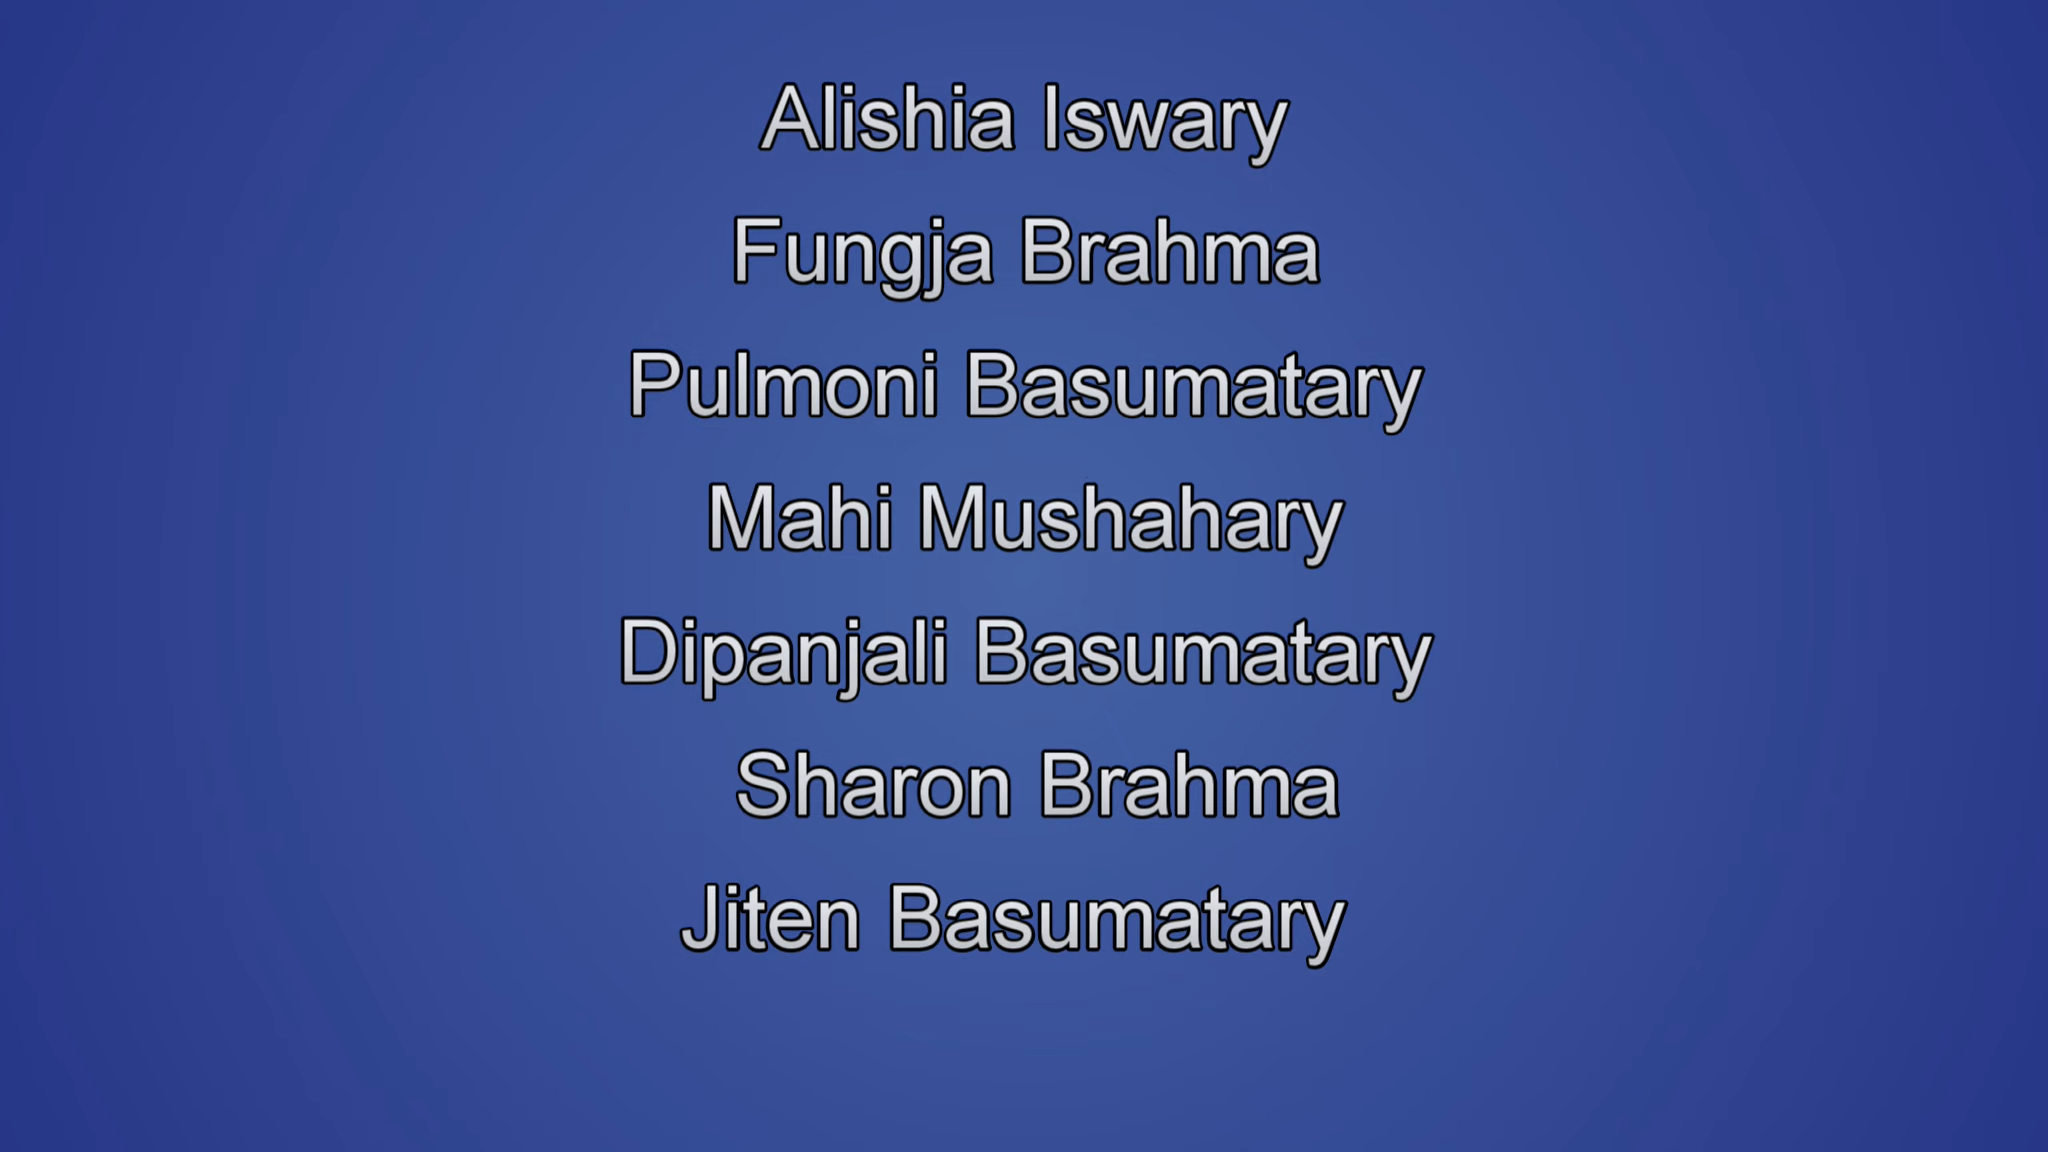 Alishia Iswary
Fungja Brahma
Pulmoni Basumatary
Mahi Mushahary
Dipanjali Basumatary
Sharon Brahma
Jiten Basumatary